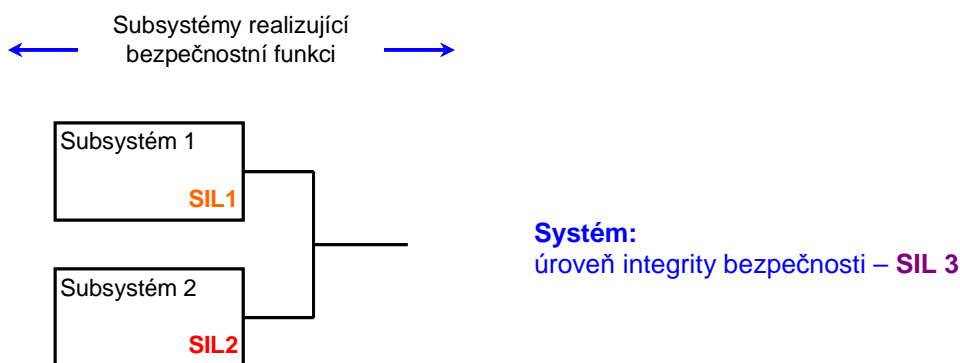 Subsystémy realizující
bezpečnostní funkci
Subsystém 1
SIL1
Systém:
úroveň integrity bezpečnosti – SIL 3
Subsystém 2
SIL2